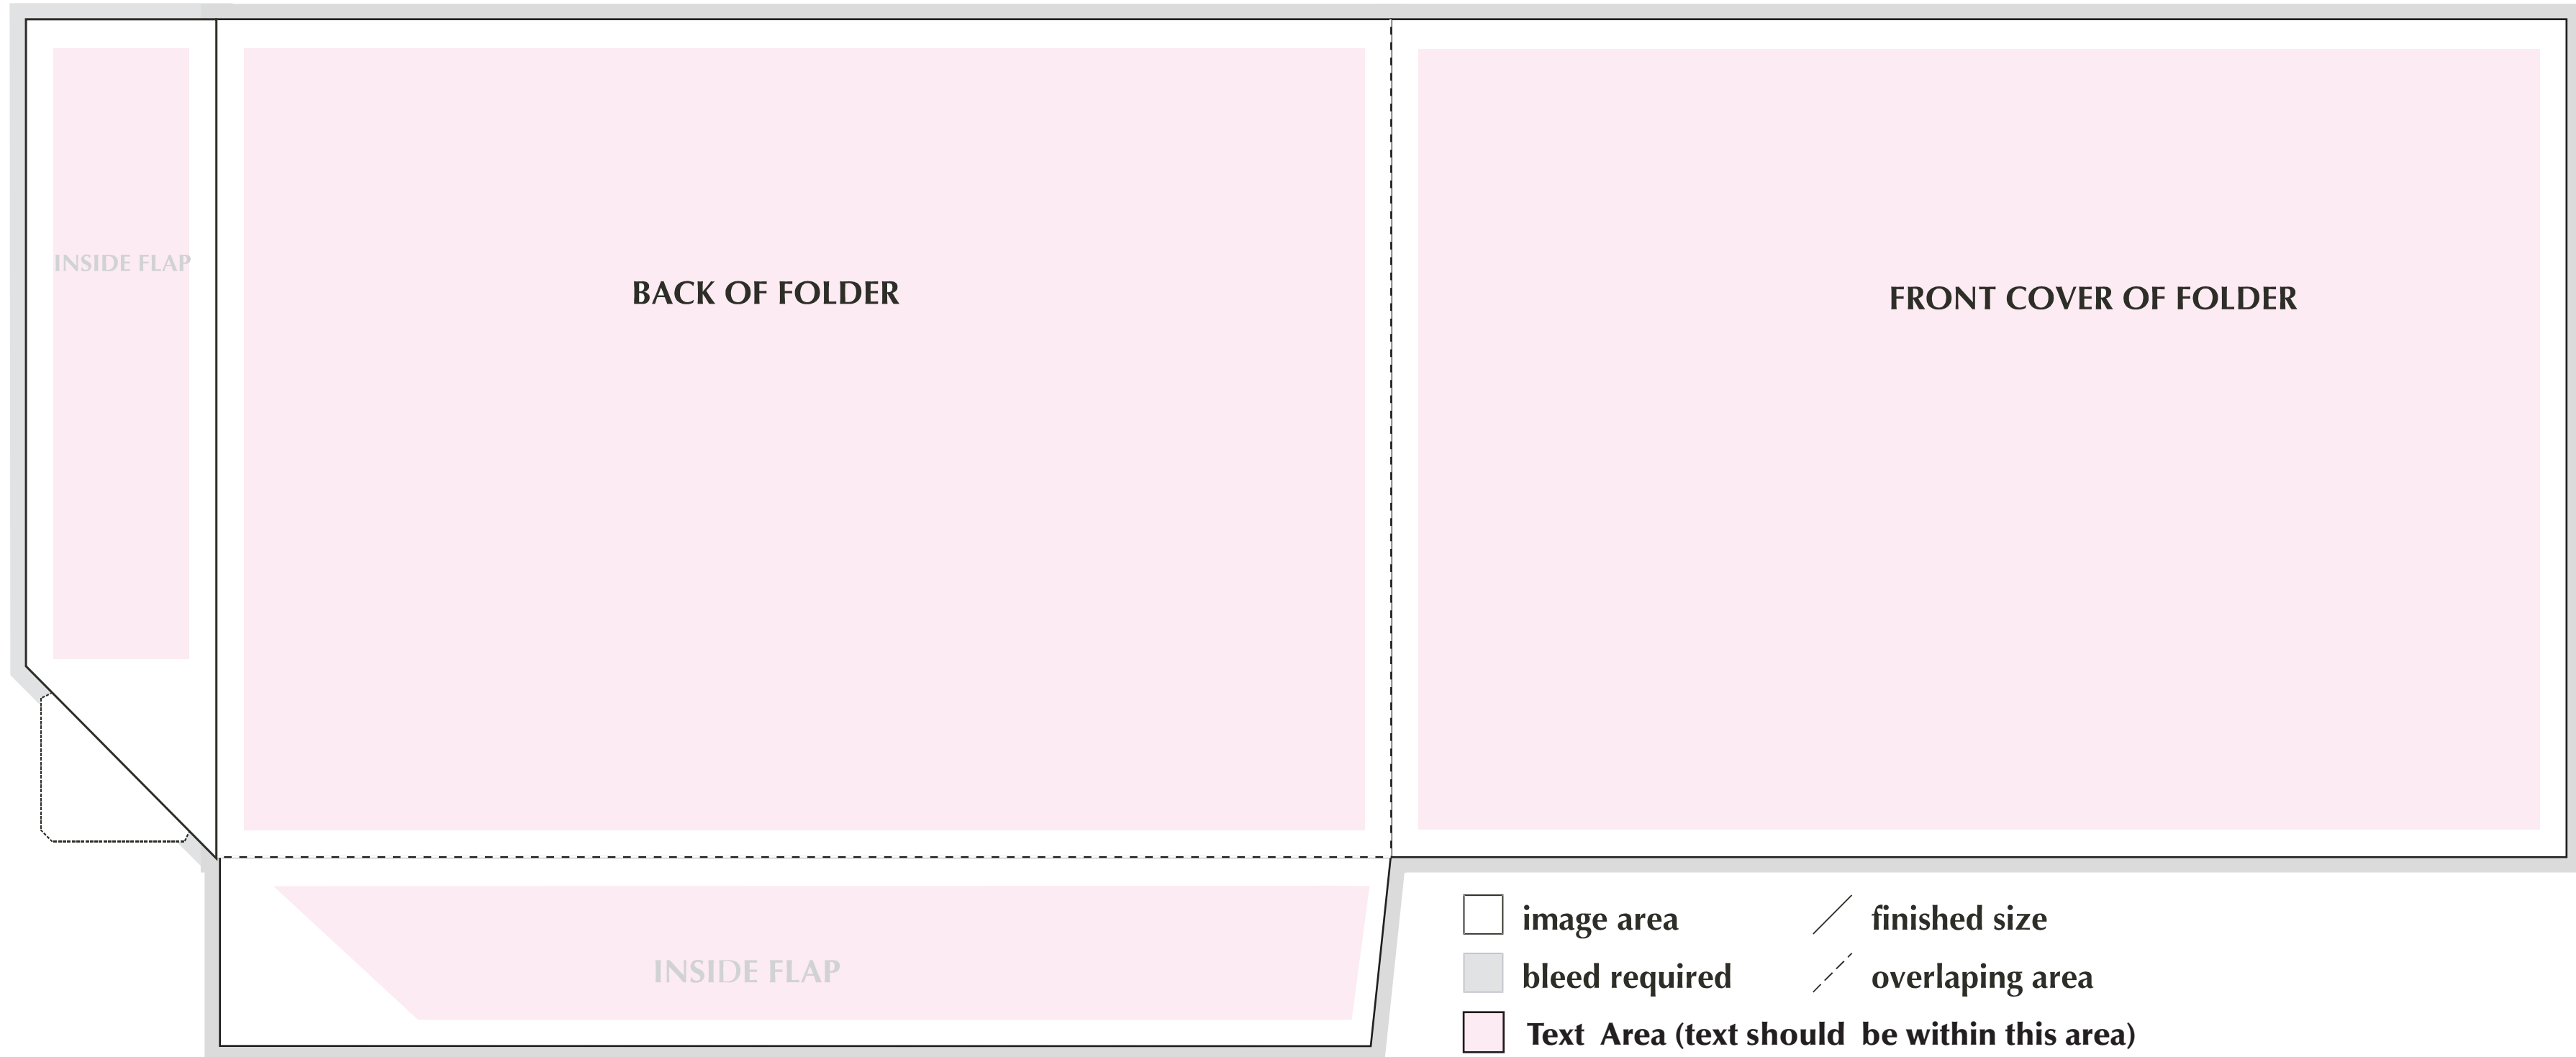 INSIDE FLAP
BACK OF FOLDER
FRONT COVER OF FOLDER
INSIDE FLAP
image area
finished size
bleed required
overlaping area
Text Area (text should be within this area)